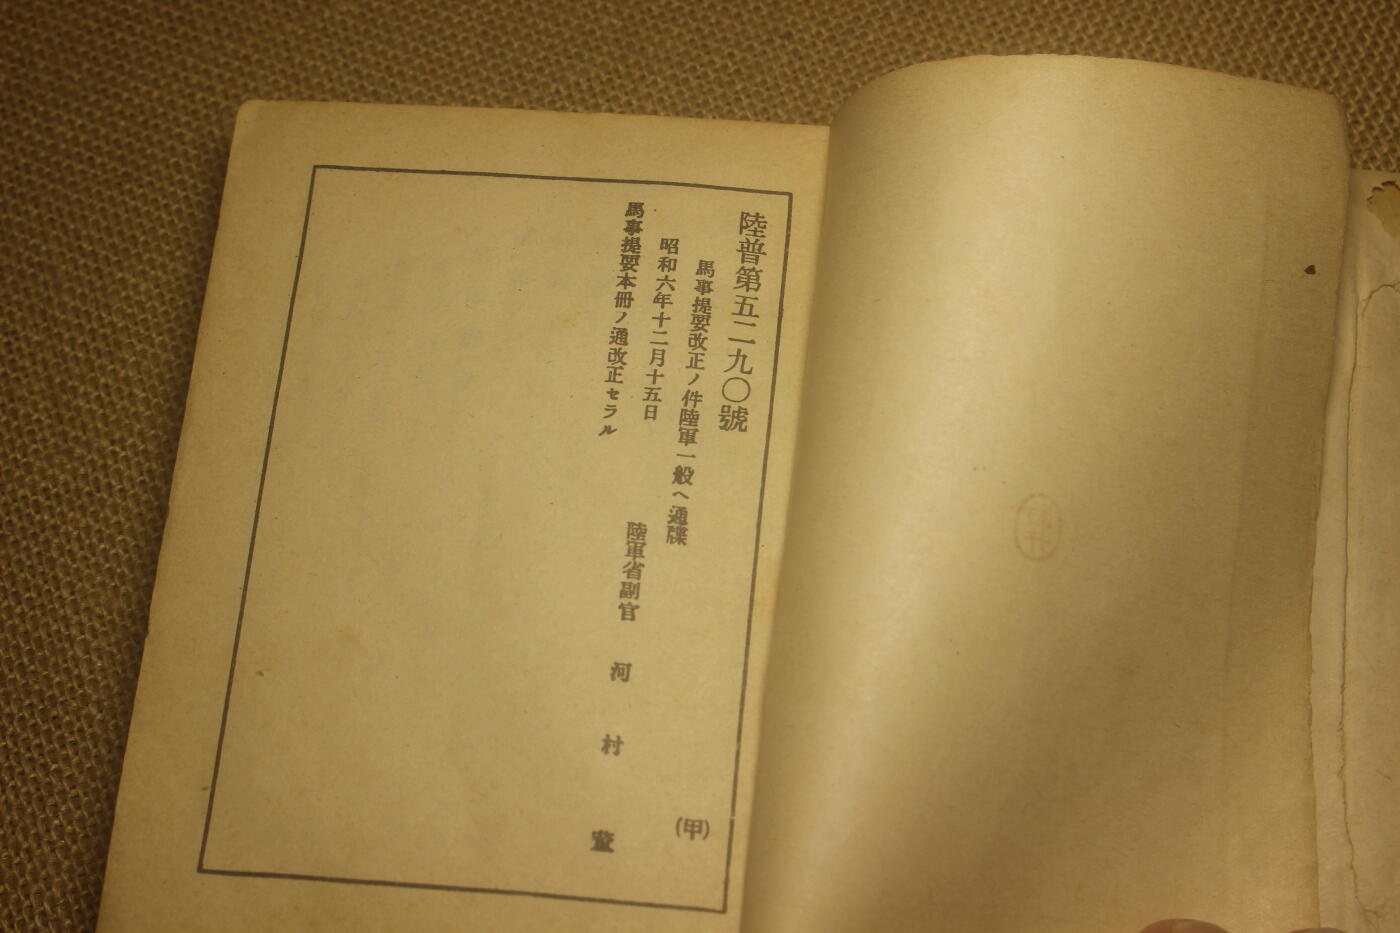 陸普第五二九〇號
馬事提要改正ノ件陸軍一般ヘ通牒 (甲)
昭和六年十二月十五日 陸軍省副官 河村
馬事提要本冊ノ通改正セラル